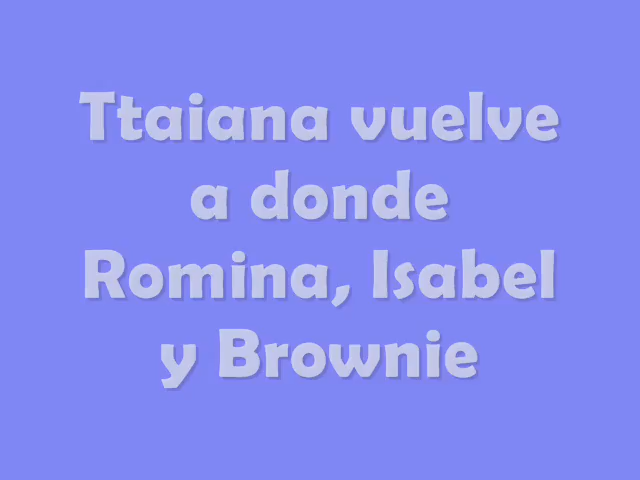 Ttaiana vuelve
a donde
Romina, Isabel
y Brownie